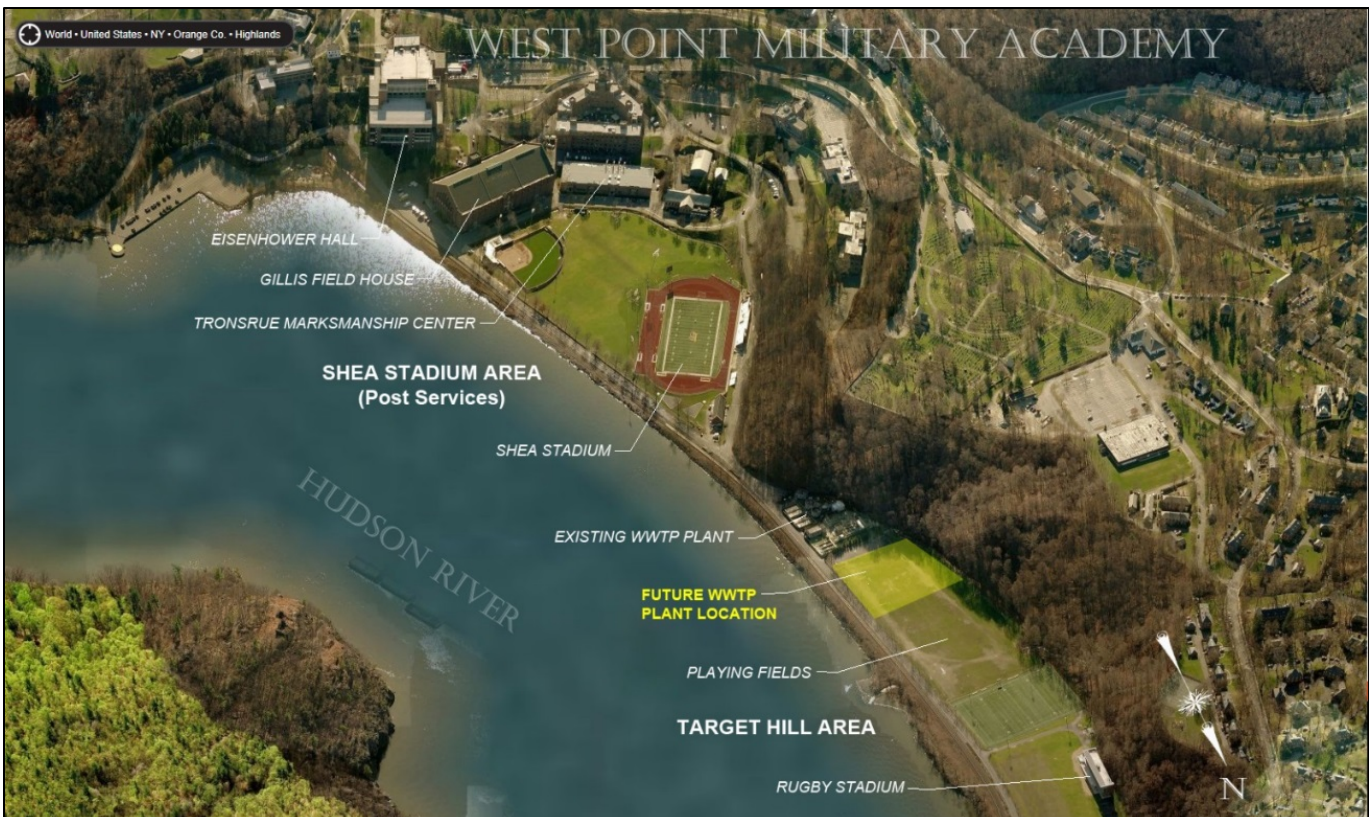 World • United States • NY • Orange Co. • Highlands
WEST POINT MILITARY ACADEMY
EISENHOWER HALL
GILLIS FIELD HOUSE
TRONSRUE MARKSMANSHIP CENTER
SHEA STADIUM AREA
(Post Services)
SHEA STADIUM
HUDSON RIVER
EXISTING WWTP PLANT
FUTURE WWTP
PLANT LOCATION
PLAYING FIELDS
TARGET HILL AREA
RUGBY STADIUM
N